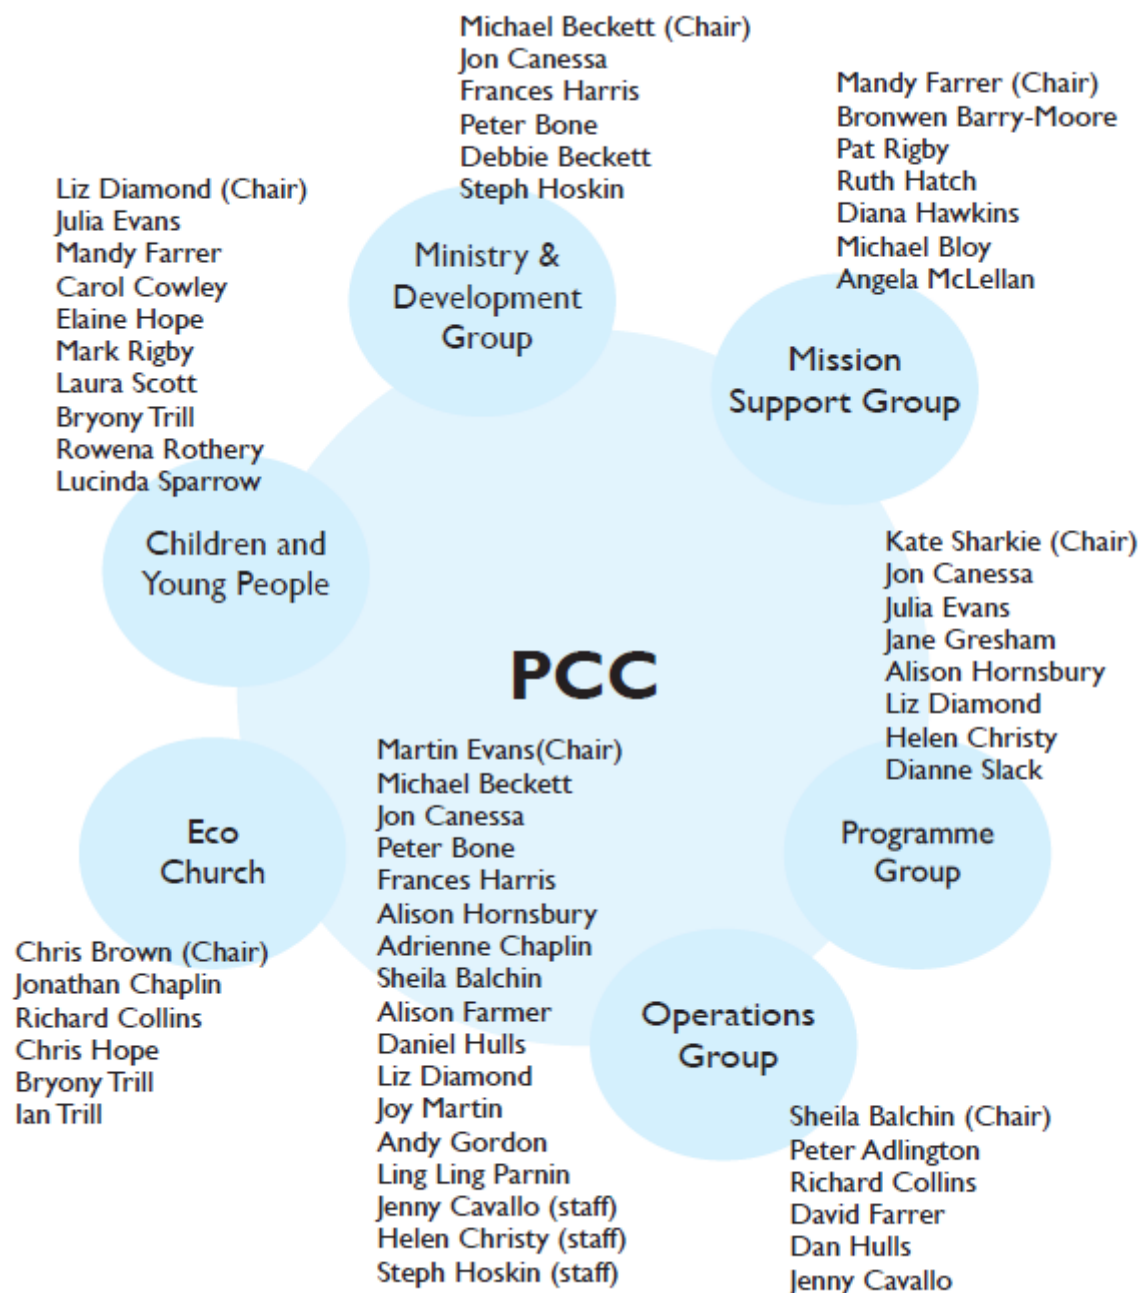 Michael Beckett (Chair)
Jon Canessa
Frances Harris
Peter Bone
Debbie Beckett
Steph Hoskin
Ministry &
Development
Group
Mandy Farrer (Chair)
Bronwen Barry-Moore
Pat Rigby
Ruth Hatch
Diana Hawkins
Michael Bloy
Angela McLellan
Mission
Support Group
Liz Diamond (Chair)
Julia Evans
Mandy Farrer
Carol Cowley
Elaine Hope
Mark Rigby
Laura Scott
Bryony Trill
Rowena Rothery
Lucinda Sparrow
Children and
Young People
Kate Sharkie (Chair)
Jon Canessa
Julia Evans
Jane Gresham
Alison Hornsbury
Liz Diamond
Helen Christy
Dianne Slack
Programme
Group
PCC
Martin Evans(Chair)
Michael Beckett
Jon Canessa
Peter Bone
Frances Harris
Alison Hornsbury
Adrienne Chaplin
Sheila Balchin
Alison Farmer
Daniel Hulls
Liz Diamond
Joy Martin
Andy Gordon
Ling Ling Parnin
Jenny Cavallo (staff)
Helen Christy (staff)
Steph Hoskin (staff)
Eco
Church
Chris Brown (Chair)
Jonathan Chaplin
Richard Collins
Chris Hope
Bryony Trill
Ian Trill
Operations
Group
Sheila Balchin (Chair)
Peter Adlington
Richard Collins
David Farrer
Dan Hulls
Jenny Cavallo